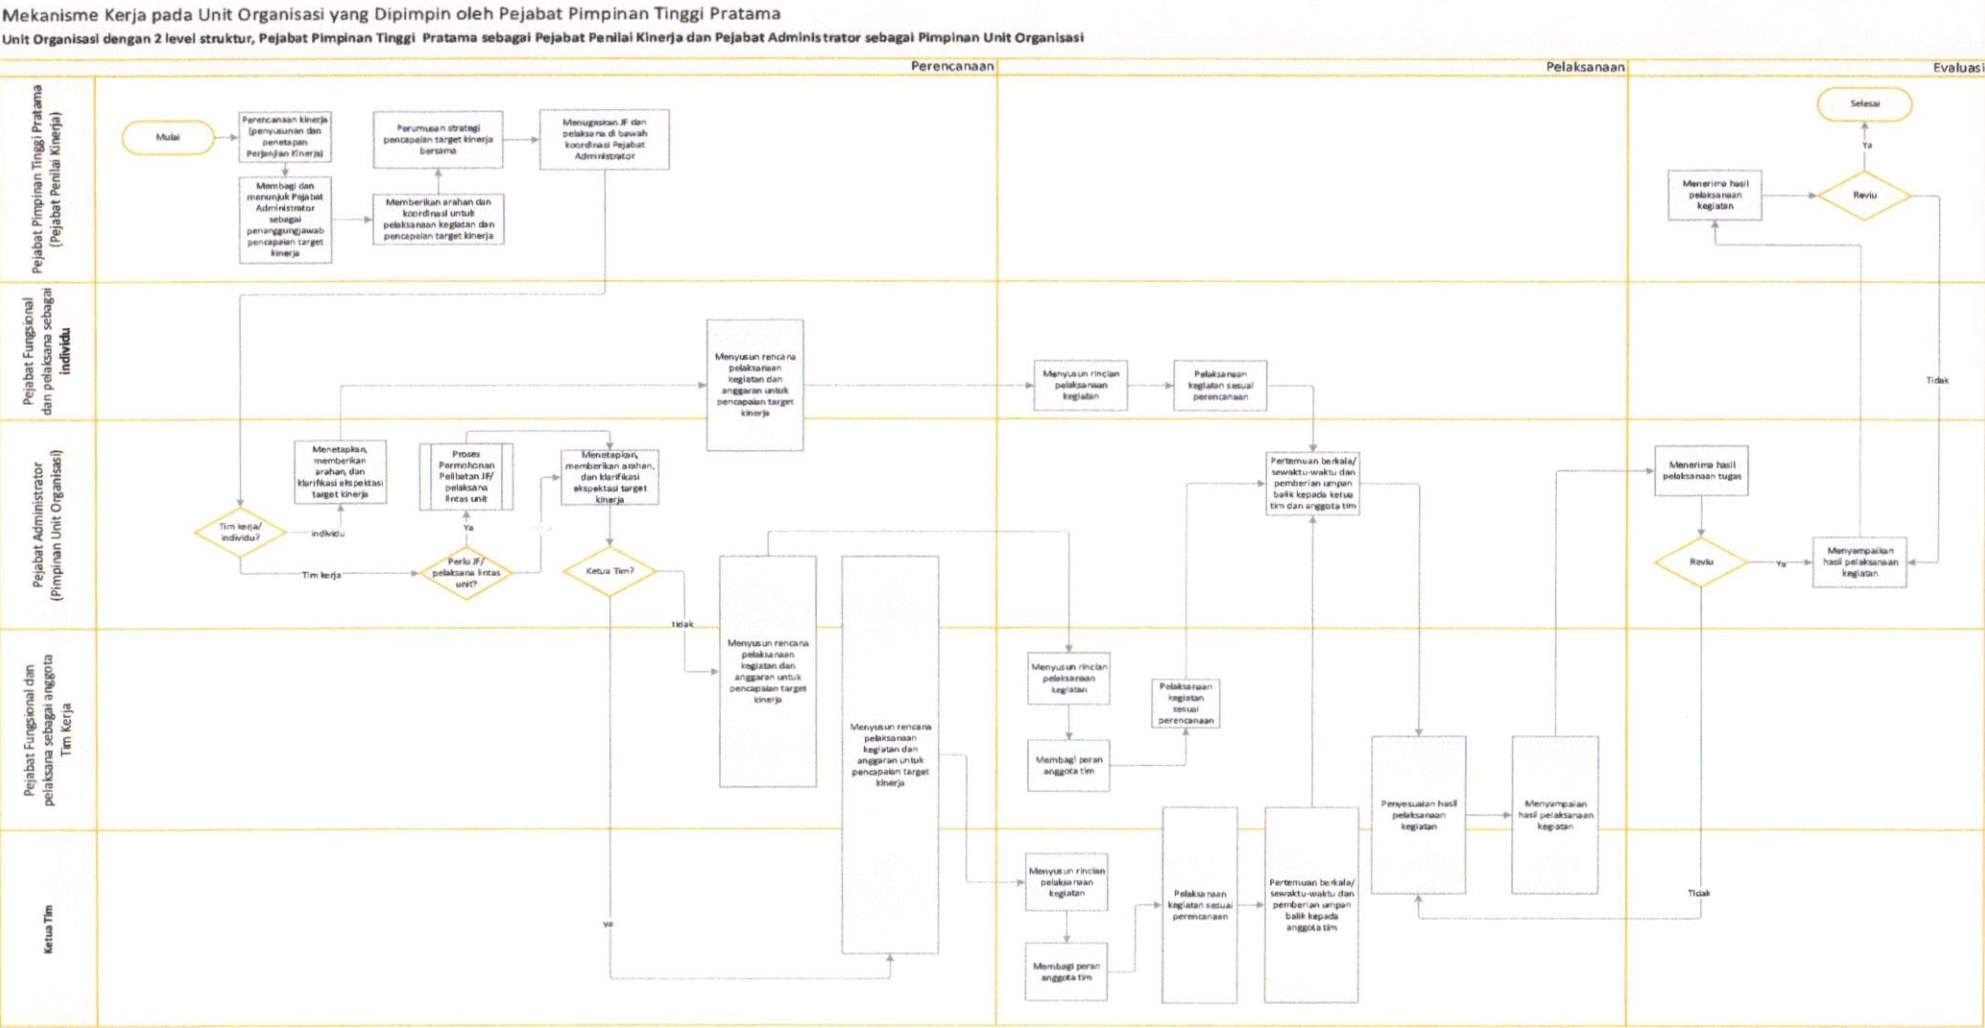 Mekanisme Kerja pada Unit Organisasi yang Dipimpin oleh Pejabat Pimpinan Tinggi Pratama
Unit Organisasi dengan 2 level struktur, Pejabat Pimpinan Tinggi Pratama sebagai Pejabat Penilai Kinerja dan Pejabat Administrator sebagai Pimpinan Unit Organisasi
Perencanaan
Pelaksanaan
Evaluasi
Pejabat Pimpinan Tinggi Pratama
(Pejabat Penilai Kinerja)
Mulai
Perencanaan kinerja
(penyusunan dan
penetapan
Perjanjian Kinerja)
Membagi dan
menunjuk Pejabat
Administrator
sebagai
penanggungjawab
pencapaian target
kinerja
Perumusan strategi
pencapaian target kinerja
bersama
Memberikan arahan dan
koordinasi untuk
pelaksanaan kegiatan dan
pencapaian target kinerja
Menugaskan JF dan
pelaksana di bawah
koordinasi Pejabat
Administrator
Selesai
Ya
Menerima hasil
pelaksanaan
kegiatan
Reviu
Tidak
Pejabat Fungsional
dan pelaksana sebagai
individu
Menyusun rencana
pelaksanaan
kegiatan dan
anggaran untuk
pencapaian target
kinerja
Menyusun rincian
pelaksanaan
kegiatan
Pelaksanaan
kegiatan sesuai
perencanaan
Pejabat Administrator
(Pimpinan Unit Organisasi)
Tim kerja/
individu?
individu
Tim kerja
Menetapkan,
memberikan
arahan, dan
klarifikasi ekspektasi
target kinerja
Proses
Permohonan
Pelibatan JF/
pelaksana
lintas unit
Ya
Perlu JF/
pelaksana lintas
unit?
Menetapkan,
memberikan arahan,
dan klarifikasi
ekspektasi target
kinerja
Ketua Tim?
Tidak
Pertemuan berkala/
sewaktu-waktu dan
pemberian umpan
balik kepada ketua
tim dan anggota tim
Menerima hasil
pelaksanaan tugas
Reviu
Ya
Menyampaikan
hasil pelaksanaan
kegiatan
Pejabat Fungsional dan
pelaksana sebagai anggota
Tim Kerja
Menyusun rencana
pelaksanaan
kegiatan dan
anggaran untuk
pencapaian target
kinerja
Menyusun rencana
pelaksanaan
kegiatan dan
anggaran untuk
pencapaian target
kinerja
Menyusun rincian
pelaksanaan
kegiatan
Membagi peran
anggota tim
Pelaksanaan
kegiatan
sesuai
perencanaan
Penyesuaian hasil
pelaksanaan
kegiatan
Menyampaian
hasil pelaksanaan
kegiatan
Ketua Tim
ya
Menyusun rincian
pelaksanaan
kegiatan
Membagi peran
anggota tim
Pelaksanaan
kegiatan sesuai
perencanaan
Pertemuan berkala/
sewaktu-waktu dan
pemberian umpan
balik kepada
anggota tim
Tidak